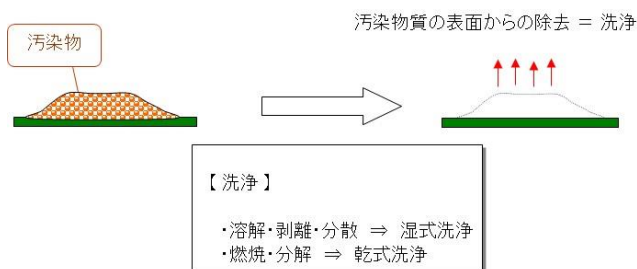 汚染物質の表面からの除去 = 洗浄
汚染物
【 洗浄 】
・溶解・剥離・分散 ⇒ 湿式洗浄
・燃焼・分解 ⇒ 乾式洗浄